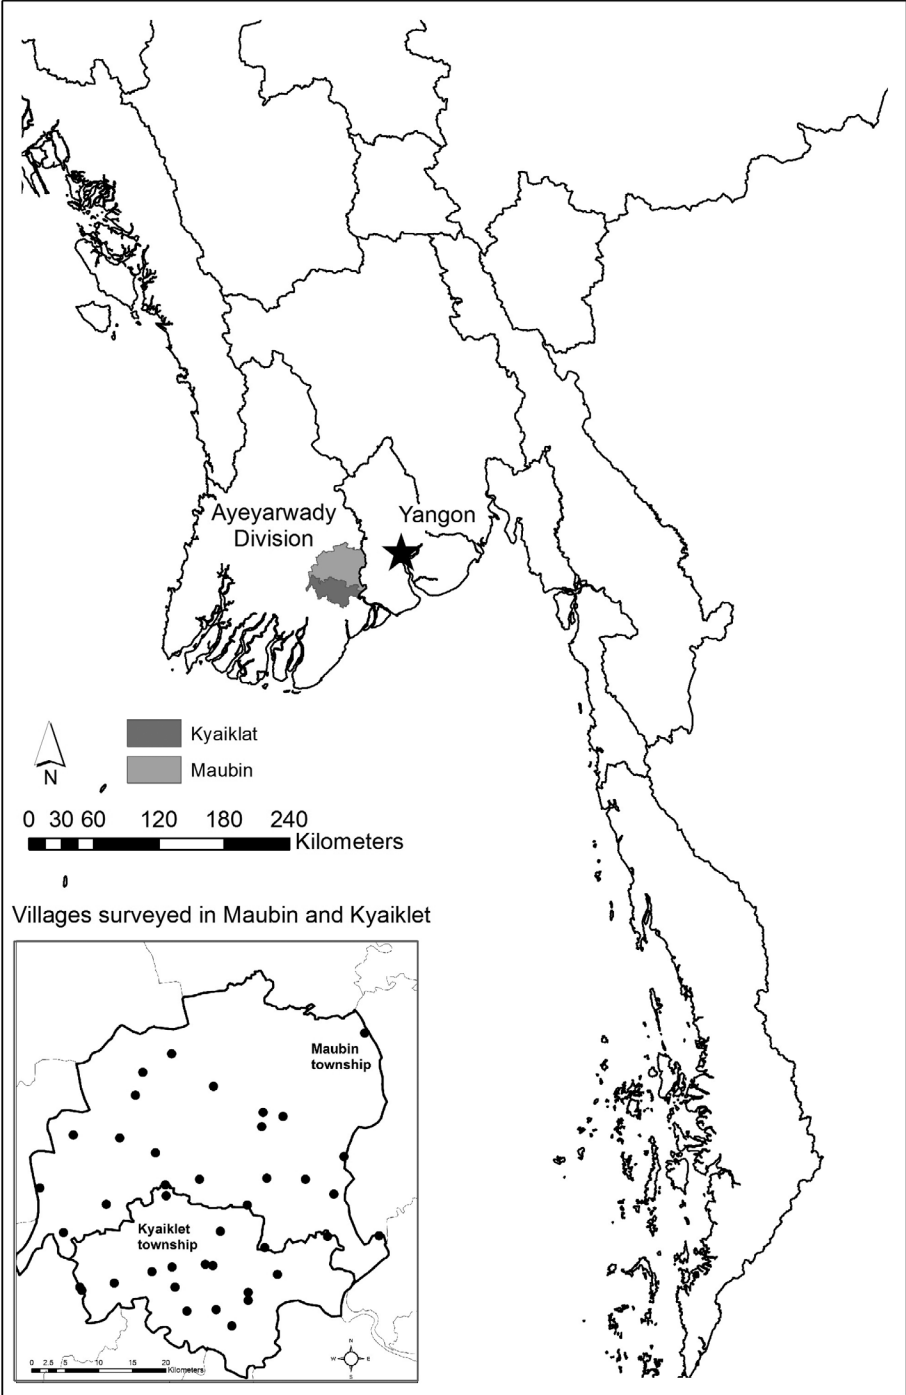 Ayeyarwady
Division
Yangon
Kyaiklat
Maubin
N
0 30 60 120 180 240
Kilometers
Villages surveyed in Maubin and Kyaiklet
Maubin
township
Kyaiklet
township
0 2.5 5 10 15 20
Kilometers
N
W E
S